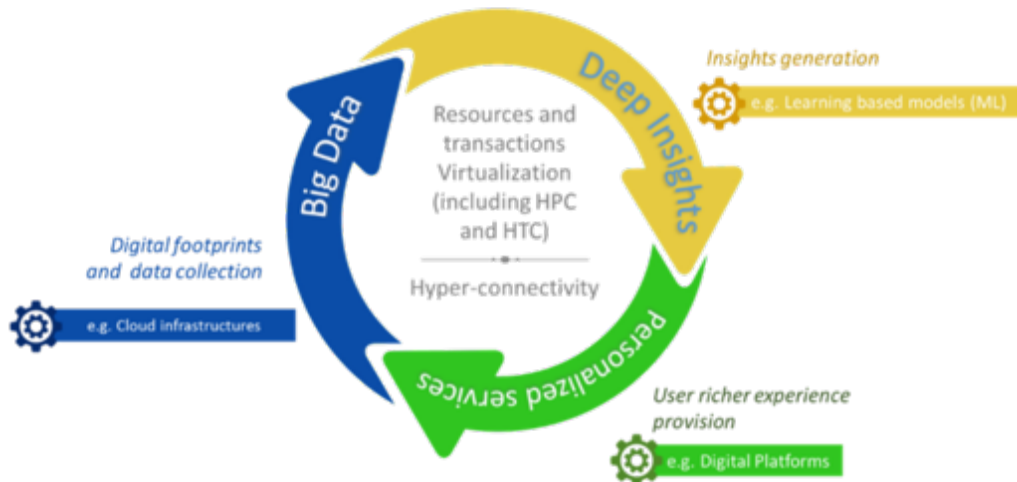 Insights generation
e.g. Learning based models (ML)
Deep Insights
Big Data
Resources and
transactions
Virtualization
(including HPC
and HTC)
Hyper-connectivity
Digital footprints
and data collection
e.g. Cloud infrastructures
Personalized services
User richer experience
provision
e.g. Digital Platforms